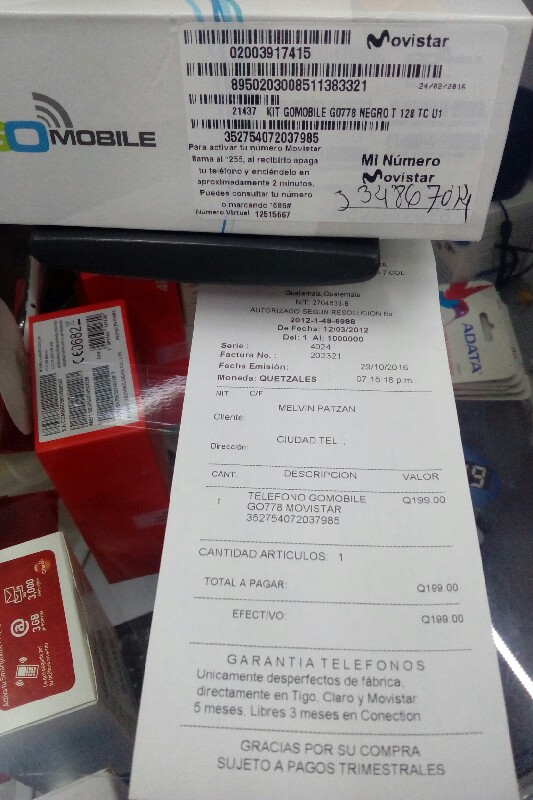 02003917415
Movistar
8950203008511383321
24/02/2016
21437 KIT GOMOBILE GO778 NEGRO T 128 TC U1
352754072037985
GO MOBILE
Para activar tu número Movistar
llama al *255, al recibirlo apaga
tu teléfono y enciéndelo en
aproximadamente 2 minutos.
Puedes consultar tu número
o marcando *686#
Número Virtual 12515667
Mi Número
Movistar
7 COL
Guatemala,Guatemala
AUTORIZADO SEGUN RESOLUCION No
2012-1-48-8988
De Fecha: 12/03/2012
Del: 1 Al: 1000000
Serie : 4024
Factura No. : 202321
Fecha Emisión: 29/10/2016
Moneda: QUETZALES 07:15:18 p.m.
NIT C/F
Cliente: MELVIN PATZAN
Dirección: CIUDAD TEL :
CANT. DESCRIPCION VALOR
1 TELEFONO GOMOBILE Q199.00
GO778 MOVISTAR
352754072037985
CANTIDAD ARTICULOS: 1
TOTAL A PAGAR: Q199.00
EFECTIVO: Q199.00
GARANTIA TELEFONOS
Unicamente desperfectos de fábrica,
directamente en Tigo, Claro y Movistar
5 meses, Libres 3 meses en Conection
GRACIAS POR SU COMPRA
SUJETO A PAGOS TRIMESTRALES
CE0682
ADATA
3,000
3GB